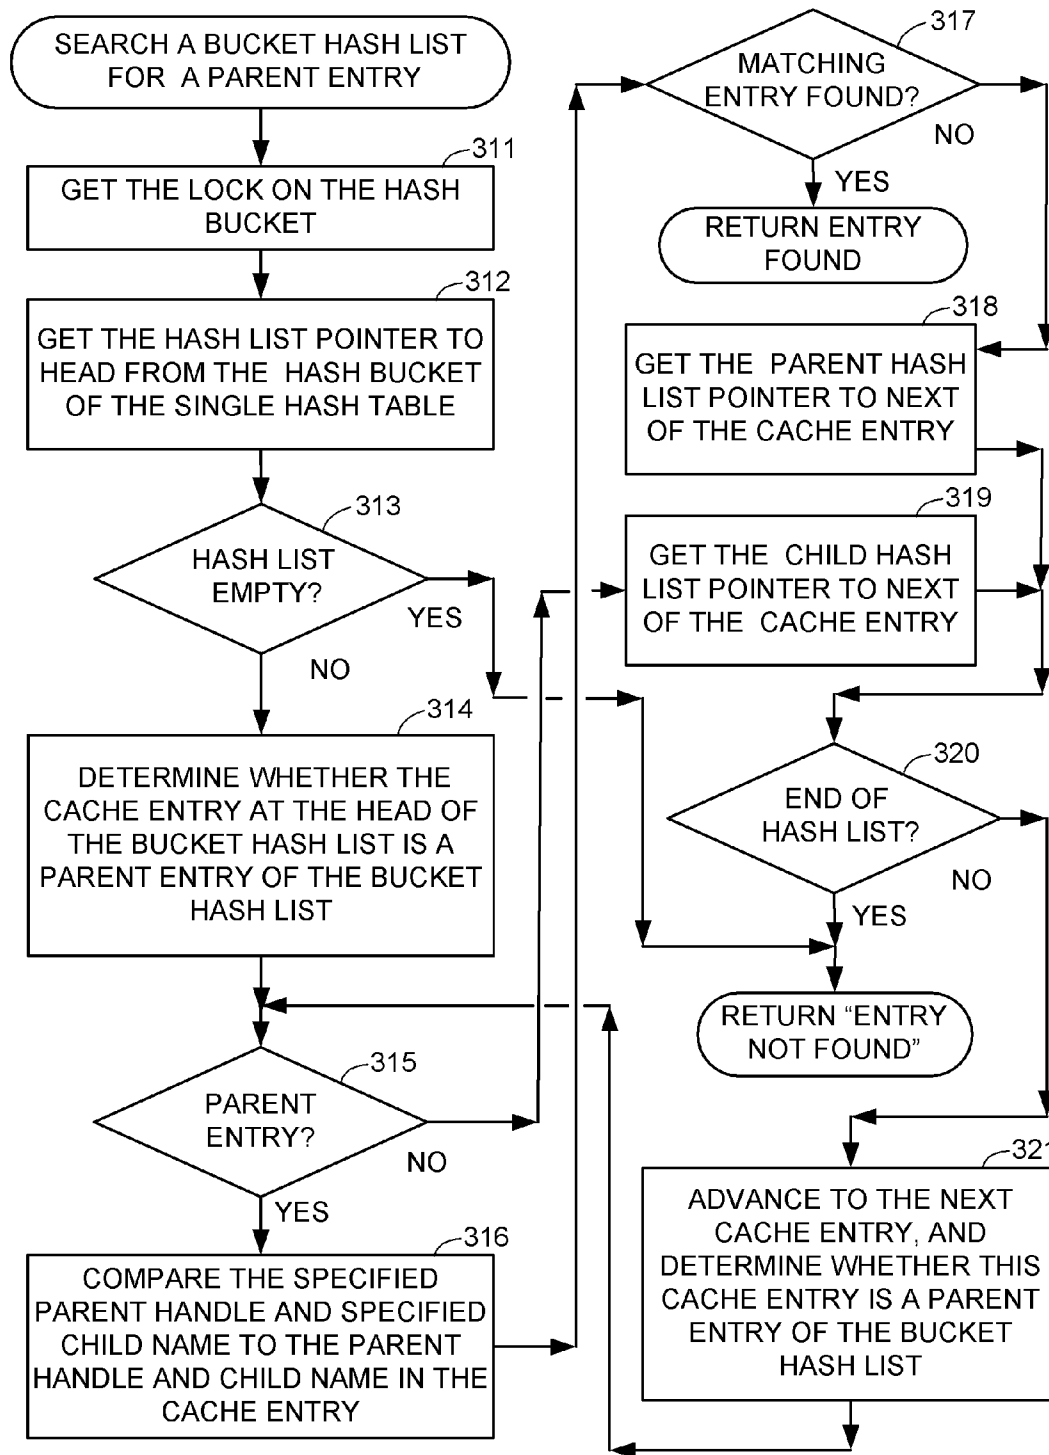 SEARCH A BUCKET HASH LIST
FOR A PARENT ENTRY
311
GET THE LOCK ON THE HASH
BUCKET
312
GET THE HASH LIST POINTER TO
HEAD FROM THE HASH BUCKET
OF THE SINGLE HASH TABLE
313
HASH LIST
EMPTY?
YES
NO
314
DETERMINE WHETHER THE
CACHE ENTRY AT THE HEAD OF
THE BUCKET HASH LIST IS A
PARENT ENTRY OF THE BUCKET
HASH LIST
315
PARENT
ENTRY?
NO
YES
316
COMPARE THE SPECIFIED
PARENT HANDLE AND SPECIFIED
CHILD NAME TO THE PARENT
HANDLE AND CHILD NAME IN THE
CACHE ENTRY
317
MATCHING
ENTRY FOUND?
NO
YES
RETURN ENTRY
FOUND
318
GET THE PARENT HASH
LIST POINTER TO NEXT
OF THE CACHE ENTRY
319
GET THE CHILD HASH
LIST POINTER TO NEXT
OF THE CACHE ENTRY
320
END OF
HASH LIST?
NO
YES
RETURN “ENTRY
NOT FOUND”
321
ADVANCE TO THE NEXT
CACHE ENTRY, AND
DETERMINE WHETHER THIS
CACHE ENTRY IS A PARENT
ENTRY OF THE BUCKET
HASH LIST